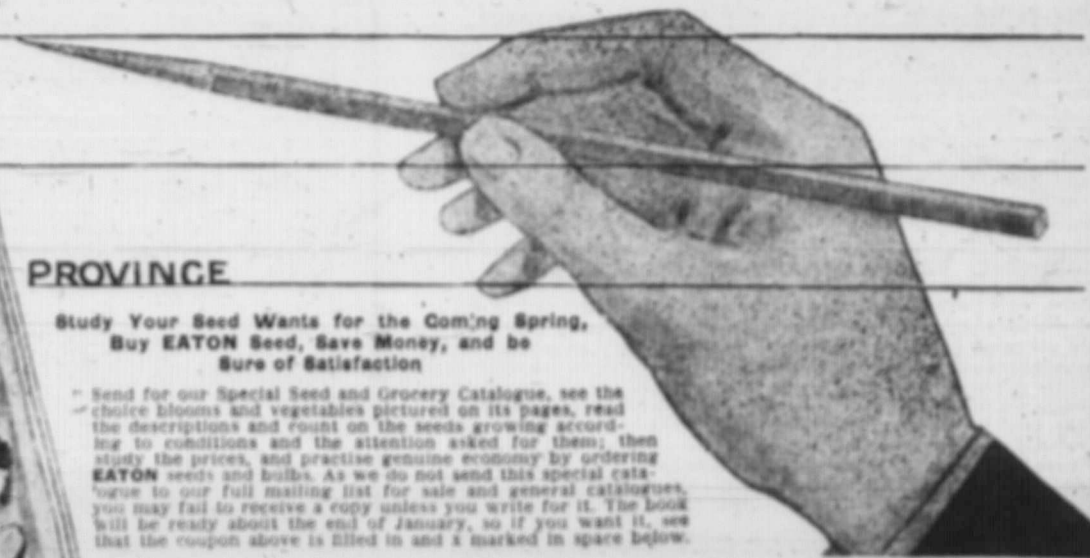 PROVINCE
Study Your Seed Wants for the Coming Spring,
Buy EATON Seed, Save Money, and be
Sure of Satisfaction
Send for our Special Seed and Grocery Catalogue, see the
choice blooms and vegetables pictured on its pages, read
the descriptions and count on the seeds growing accord-
ing to conditions and the attention asked for them; then
study the prices, and practise genuine economy by ordering
EATON seeds and bulbs. As we do not send this special cata-
logue to our full mailing list for sale and general catalogues,
you may fail to receive a copy unless you write for it. The book
will be ready about the end of January, so if you want it, see
that the coupon above is filled in and x marked in space below.